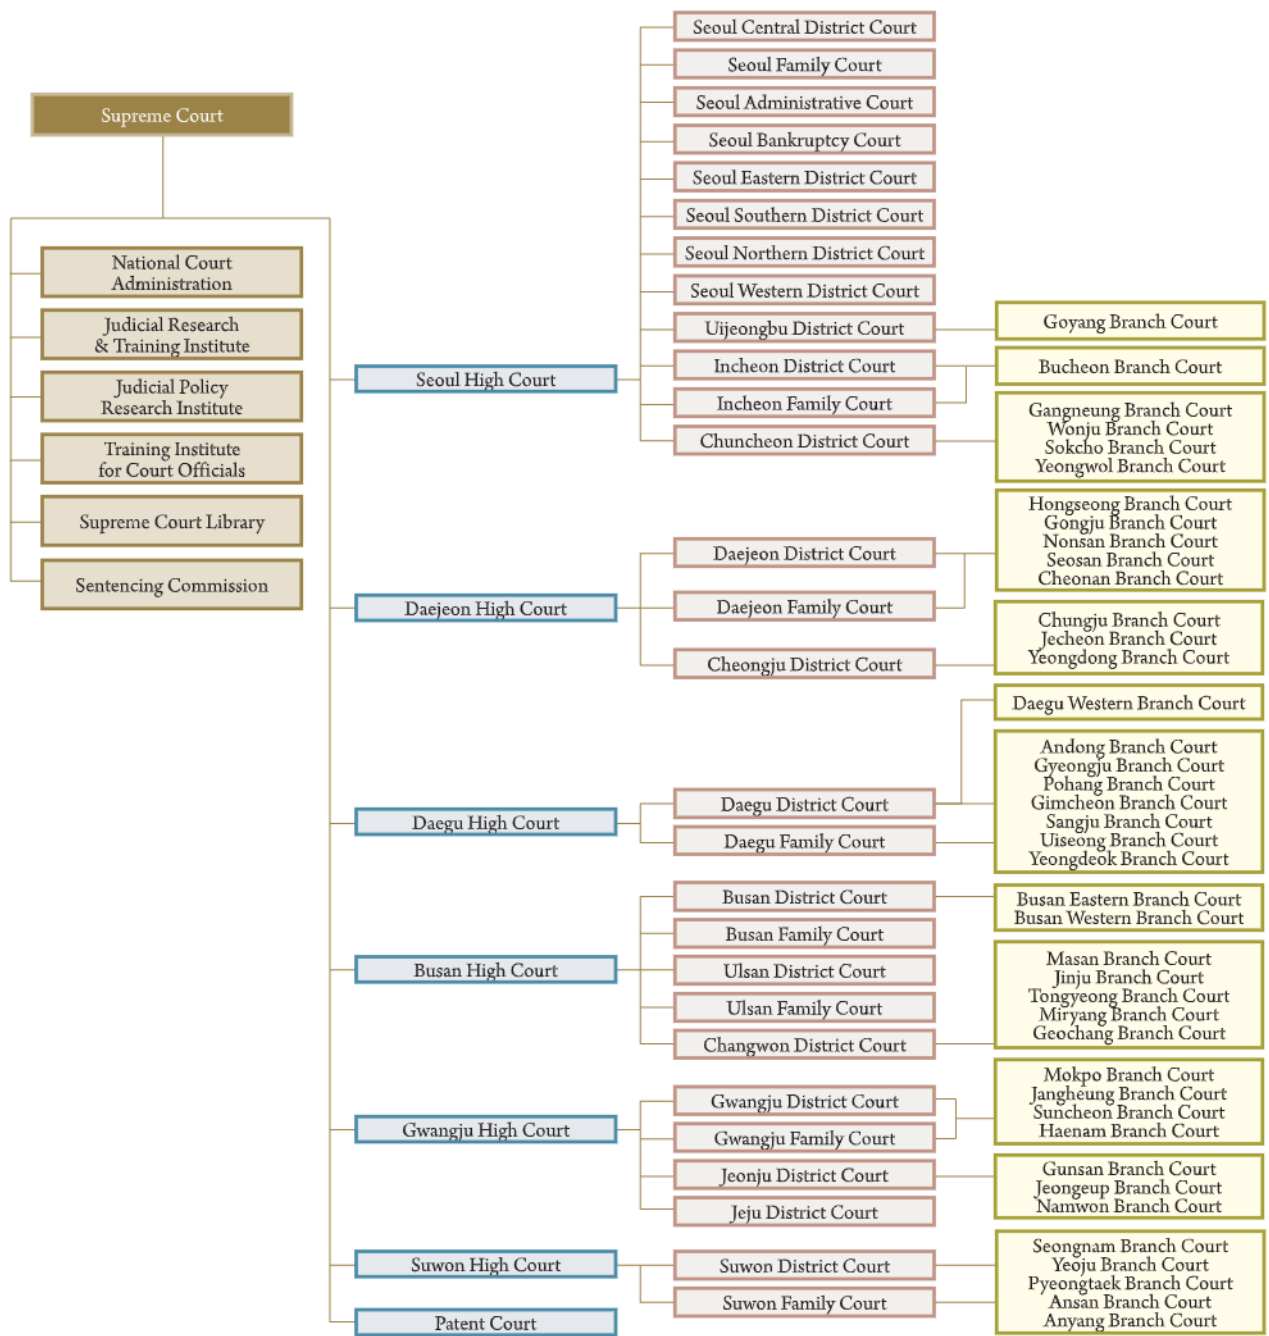 Supreme Court
National Court
Administration
Judicial Research
& Training Institute
Judicial Policy
Research Institute
Training Institute
for Court Officials
Supreme Court Library
Sentencing Commission
Seoul High Court
Seoul Central District Court
Seoul Family Court
Seoul Administrative Court
Seoul Bankruptcy Court
Seoul Eastern District Court
Seoul Southern District Court
Seoul Northern District Court
Seoul Western District Court
Uijeongbu District Court
Goyang Branch Court
Incheon District Court
Incheon Family Court
Bucheon Branch Court
Chuncheon District Court
Gangneung Branch Court
Wonju Branch Court
Sokcho Branch Court
Yeongwol Branch Court
Daejeon High Court
Daejeon District Court
Daejeon Family Court
Hongseong Branch Court
Gongju Branch Court
Nonsan Branch Court
Seosan Branch Court
Cheonan Branch Court
Cheongju District Court
Chungju Branch Court
Jecheon Branch Court
Yeongdong Branch Court
Daegu High Court
Daegu District Court
Daegu Family Court
Daegu Western Branch Court
Andong Branch Court
Gyeongju Branch Court
Pohang Branch Court
Gimcheon Branch Court
Sangju Branch Court
Uiseong Branch Court
Yeongdeok Branch Court
Busan High Court
Busan District Court
Busan Family Court
Ulsan District Court
Ulsan Family Court
Changwon District Court
Busan Eastern Branch Court
Busan Western Branch Court
Masan Branch Court
Jinju Branch Court
Tongyeong Branch Court
Miryang Branch Court
Geochang Branch Court
Gwangju High Court
Gwangju District Court
Gwangju Family Court
Jeonju District Court
Jeju District Court
Mokpo Branch Court
Jangheung Branch Court
Suncheon Branch Court
Haenam Branch Court
Gunsan Branch Court
Jeongeup Branch Court
Namwon Branch Court
Suwon High Court
Suwon District Court
Suwon Family Court
Seongnam Branch Court
Yeoju Branch Court
Pyeongtaek Branch Court
Ansan Branch Court
Anyang Branch Court
Patent Court